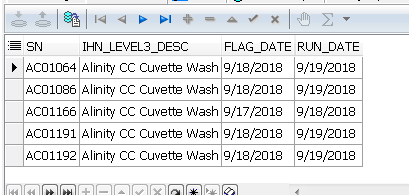 SN IHN_LEVEL3_DESC FLAG_DATE RUN_DATE
AC01064 Alinity CC Cuvette Wash 9/18/2018 9/19/2018
AC01086 Alinity CC Cuvette Wash 9/18/2018 9/19/2018
AC01166 Alinity CC Cuvette Wash 9/17/2018 9/18/2018
AC01191 Alinity CC Cuvette Wash 9/18/2018 9/19/2018
AC01192 Alinity CC Cuvette Wash 9/18/2018 9/19/2018